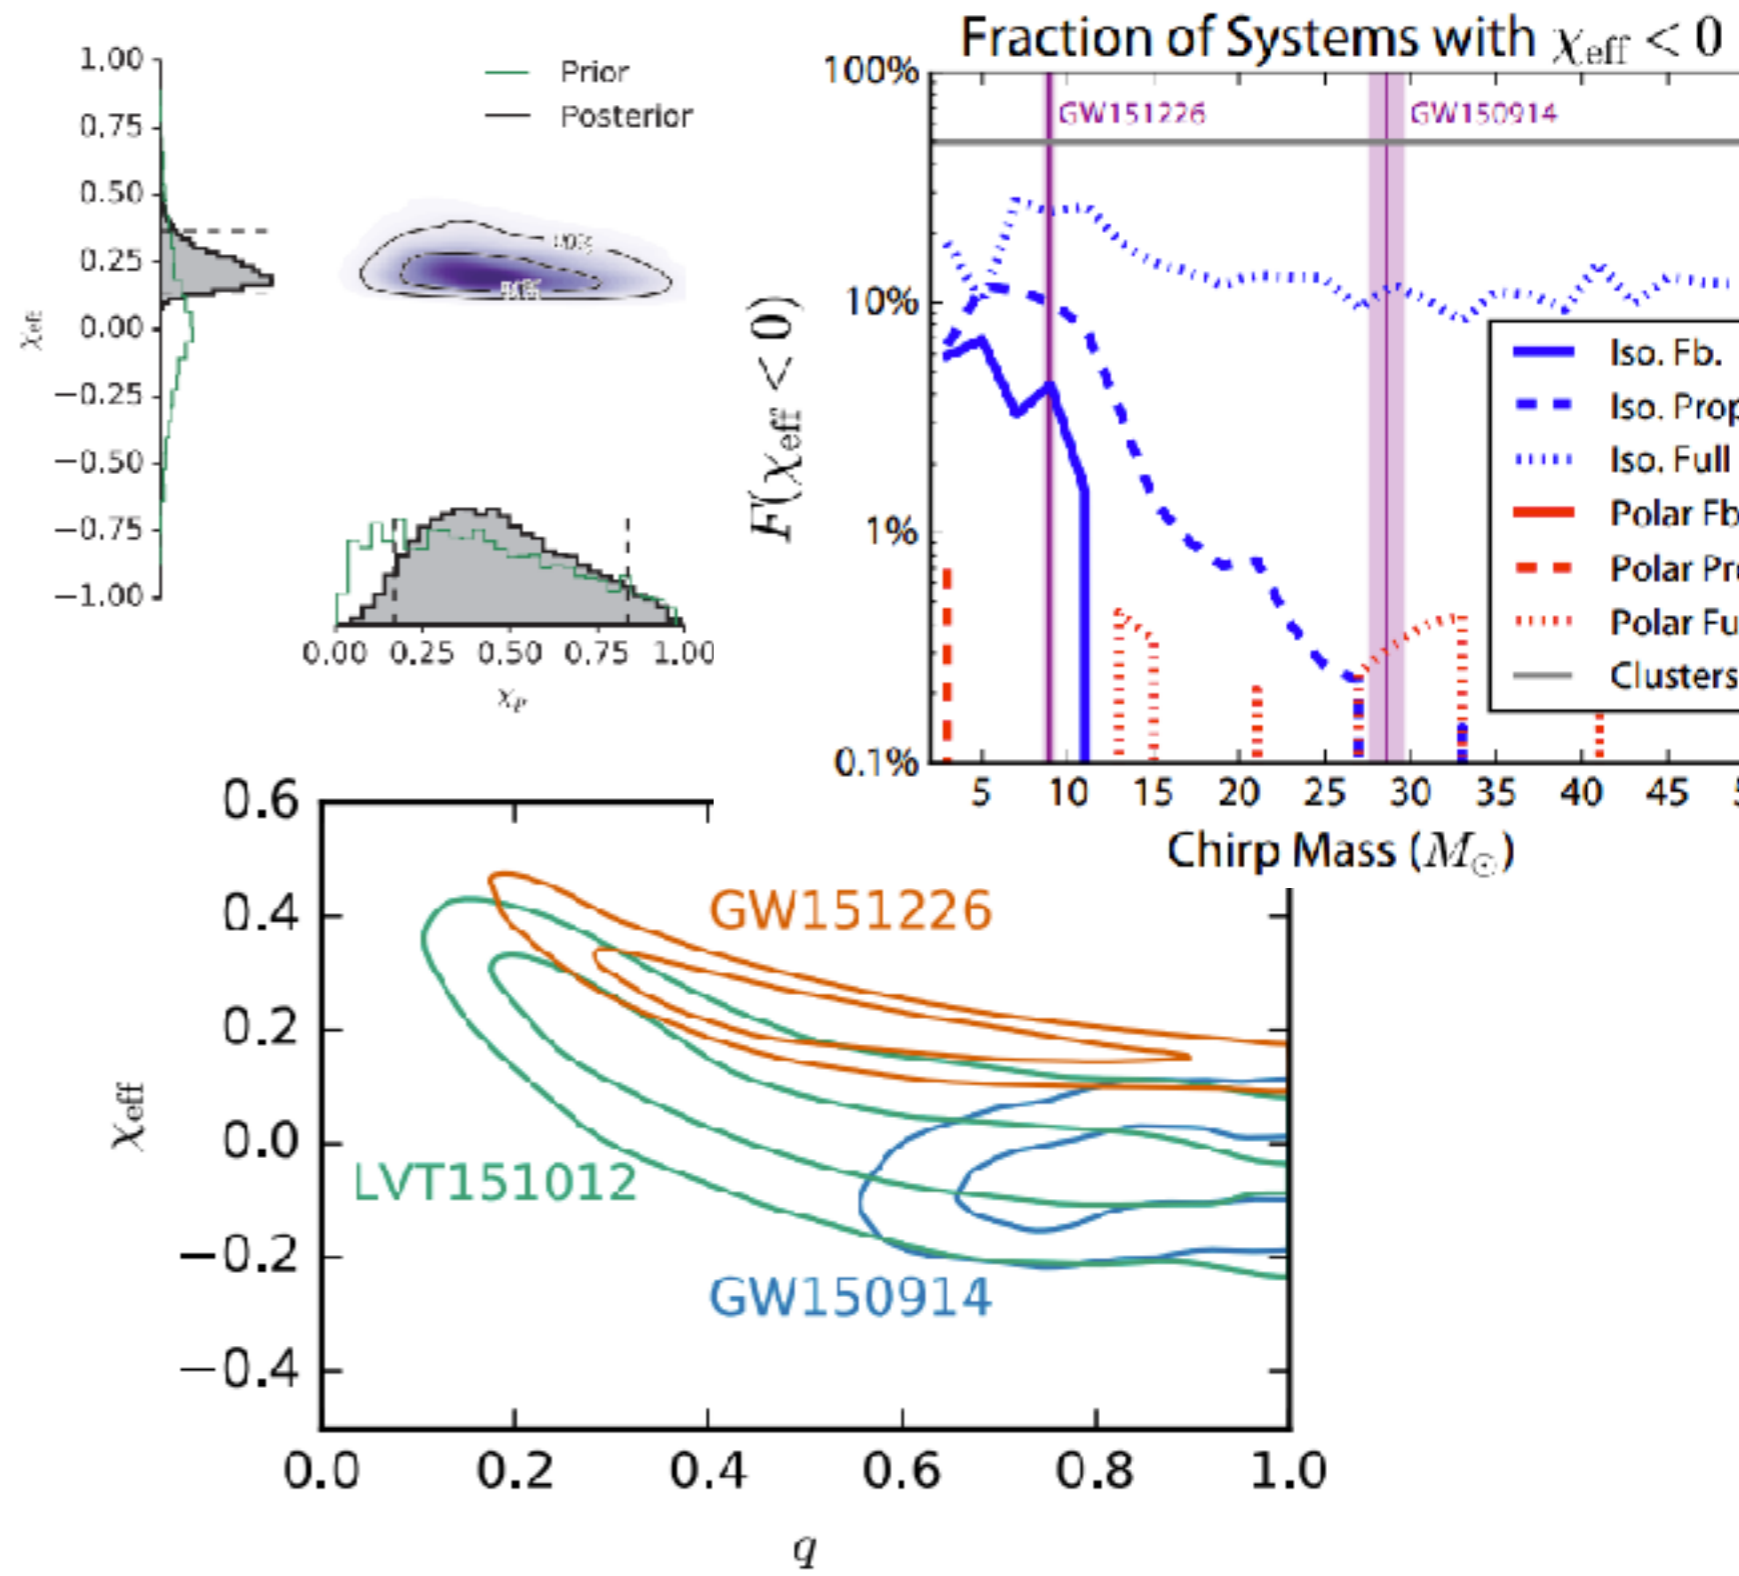 1.00
0.75
0.50
0.25
0.00
−0.25
−0.50
−0.75
−1.00
χeff
Prior
Posterior
0.00 0.25 0.50 0.75 1.00
χp
Fraction of Systems with χeff < 0
100%
10%
1%
0.1%
F(χeff < 0)
GW151226
GW150914
Iso. Fb.
Iso. Prop
Iso. Full
Polar Fb
Polar Pro
Polar Fu
Clusters
5 10 15 20 25 30 35 40 45 5
Chirp Mass (M☉)
0.6
0.4
0.2
0.0
−0.2
−0.4
χeff
GW151226
LVT151012
GW150914
0.0 0.2 0.4 0.6 0.8 1.0
q